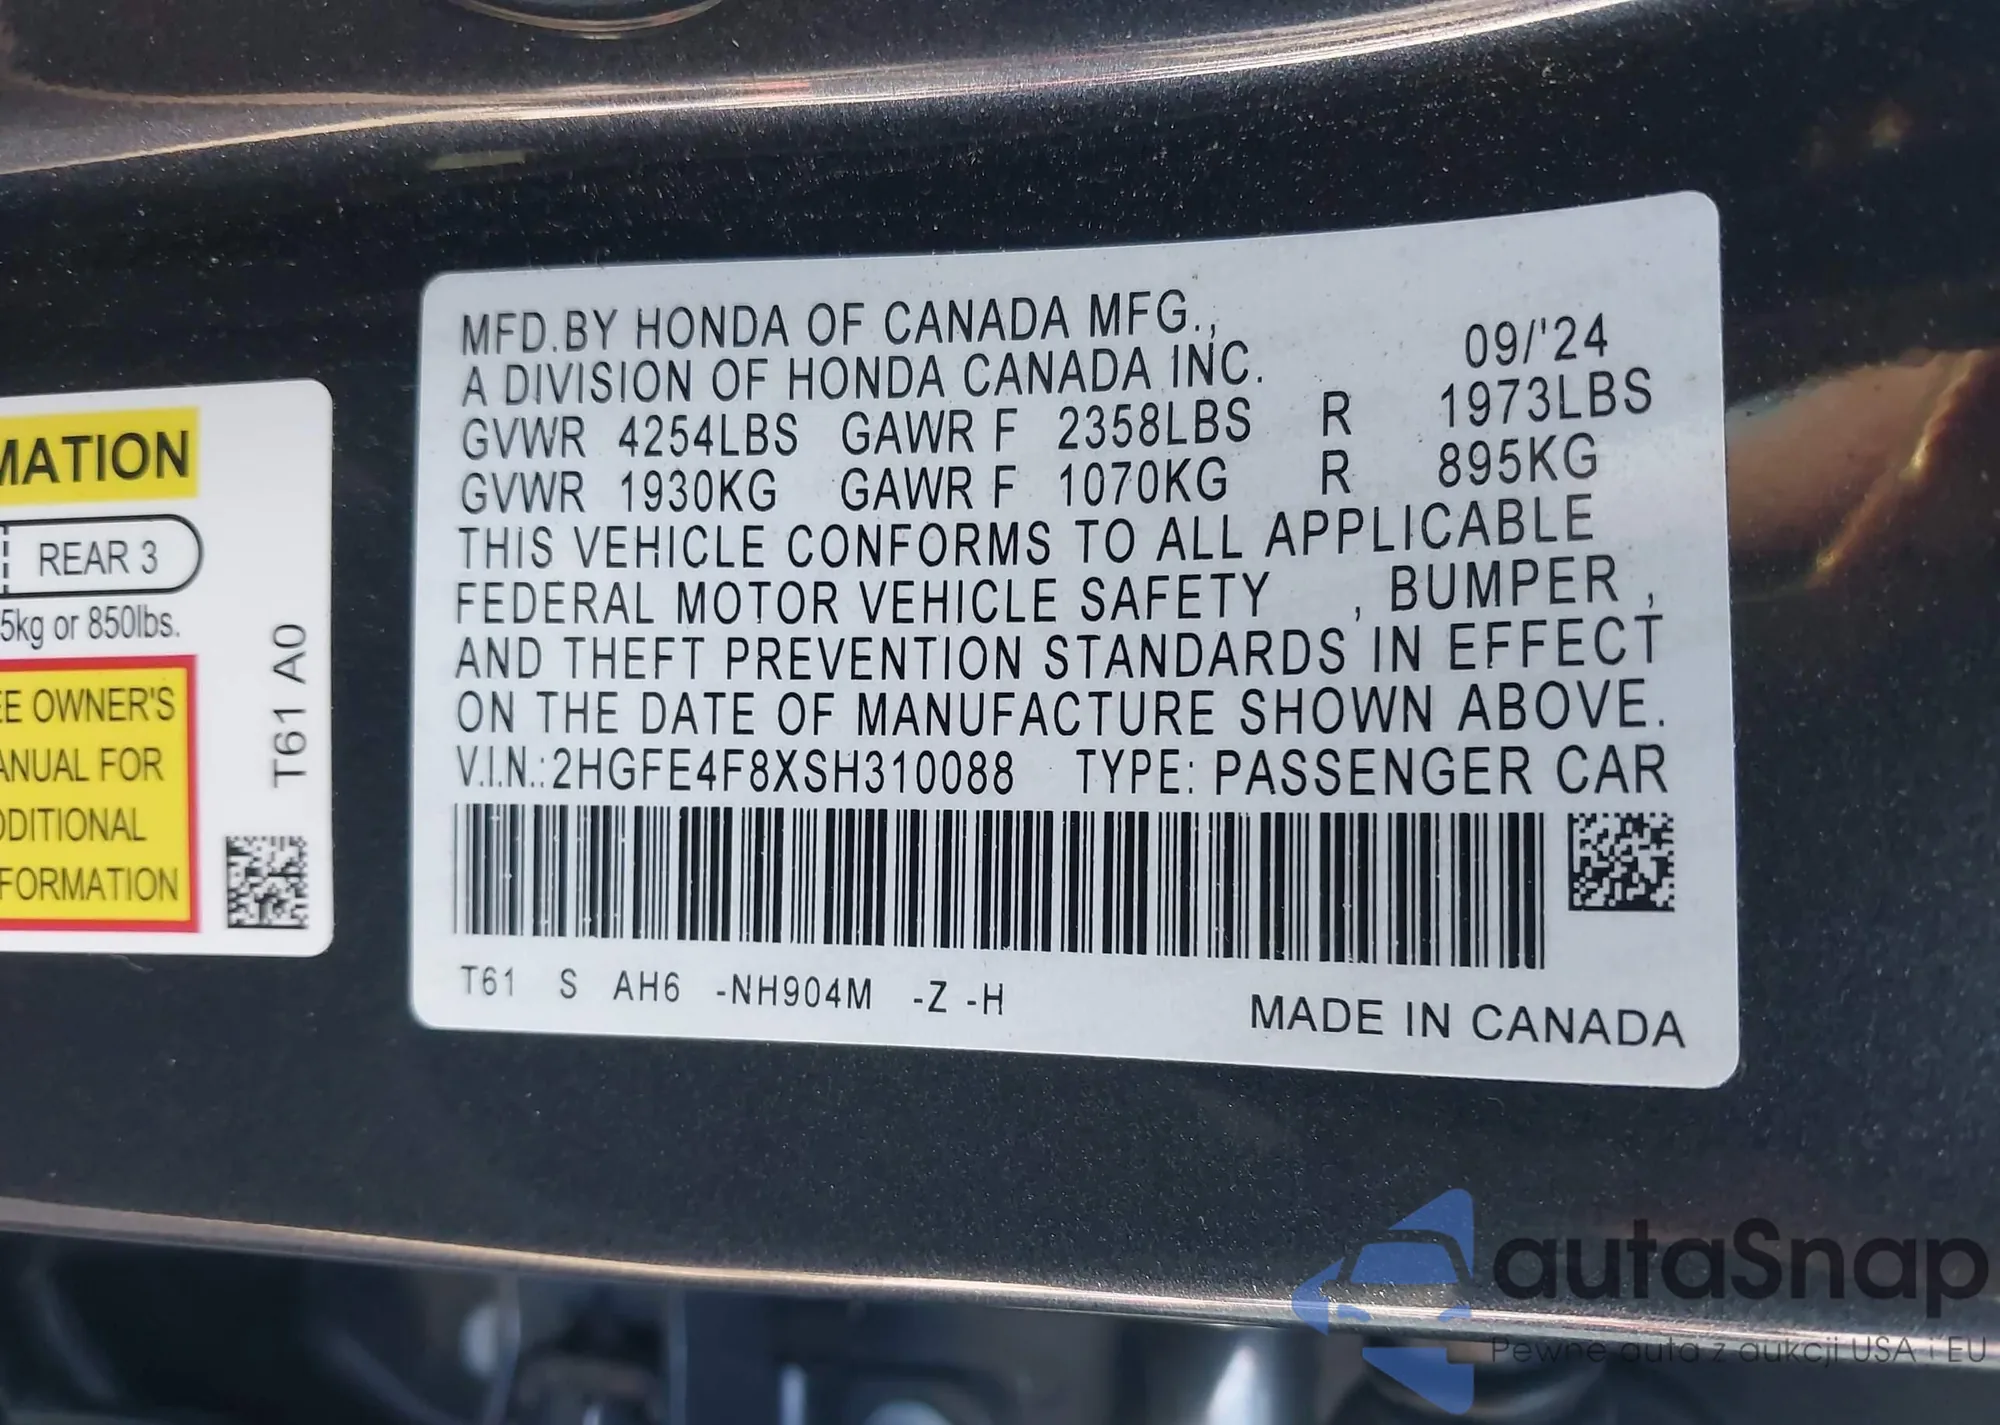 MATION
REAR 3
5kg or 850lbs.
E OWNER'S
ANUAL FOR
DDITIONAL
FORMATION
T61 A0
MFD.BY HONDA OF CANADA MFG.,
A DIVISION OF HONDA CANADA INC. 09/'24
GVWR 4254LBS GAWR F 2358LBS R 1973LBS
GVWR 1930KG GAWR F 1070KG R 895KG
THIS VEHICLE CONFORMS TO ALL APPLICABLE
FEDERAL MOTOR VEHICLE SAFETY , BUMPER ,
AND THEFT PREVENTION STANDARDS IN EFFECT
ON THE DATE OF MANUFACTURE SHOWN ABOVE.
V.I.N.:2HGFE4F8XSH310088 TYPE: PASSENGER CAR
T61 S AH6 -NH904M -Z -H
MADE IN CANADA
autaSnap
Pewne auta z aukcji USA i EU